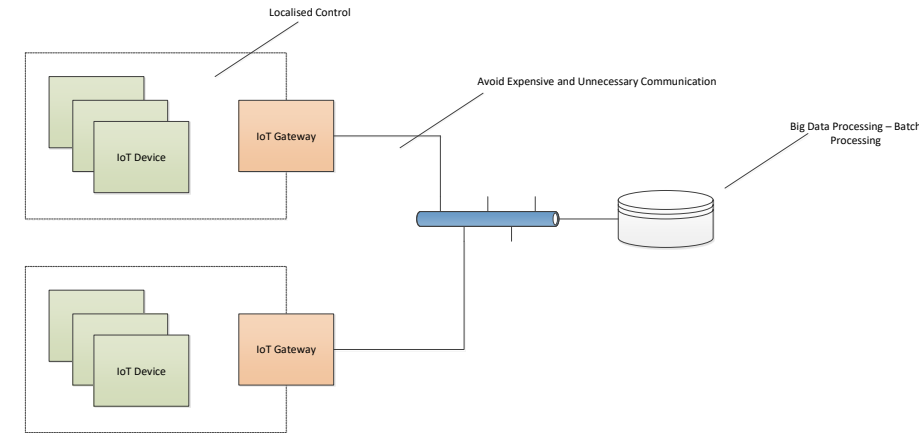 Localised Control
Avoid Expensive and Unnecessary Communication
IoT Gateway
IoT Device
Big Data Processing – Batch
Processing
IoT Gateway
IoT Device